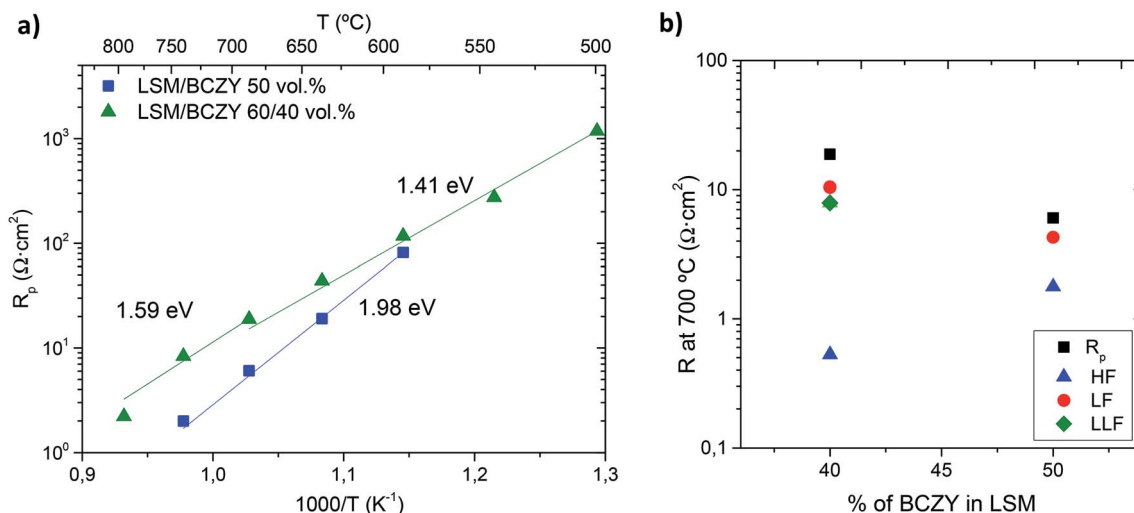 a)
T (ºC)
800 750 700 650 600 550 500
LSM/BCZY 50 vol.%
LSM/BCZY 60/40 vol.%
10³
10²
10¹
10⁰
Rₚ (Ω·cm²)
1.41 eV
1.59 eV
1.98 eV
0,9 1,0 1,1 1,2 1,3
1000/T (K⁻¹)
b)
100
10
1
0,1
R at 700 ºC (Ω·cm²)
Rₚ
HF
LF
LLF
40 45 50
% of BCZY in LSM